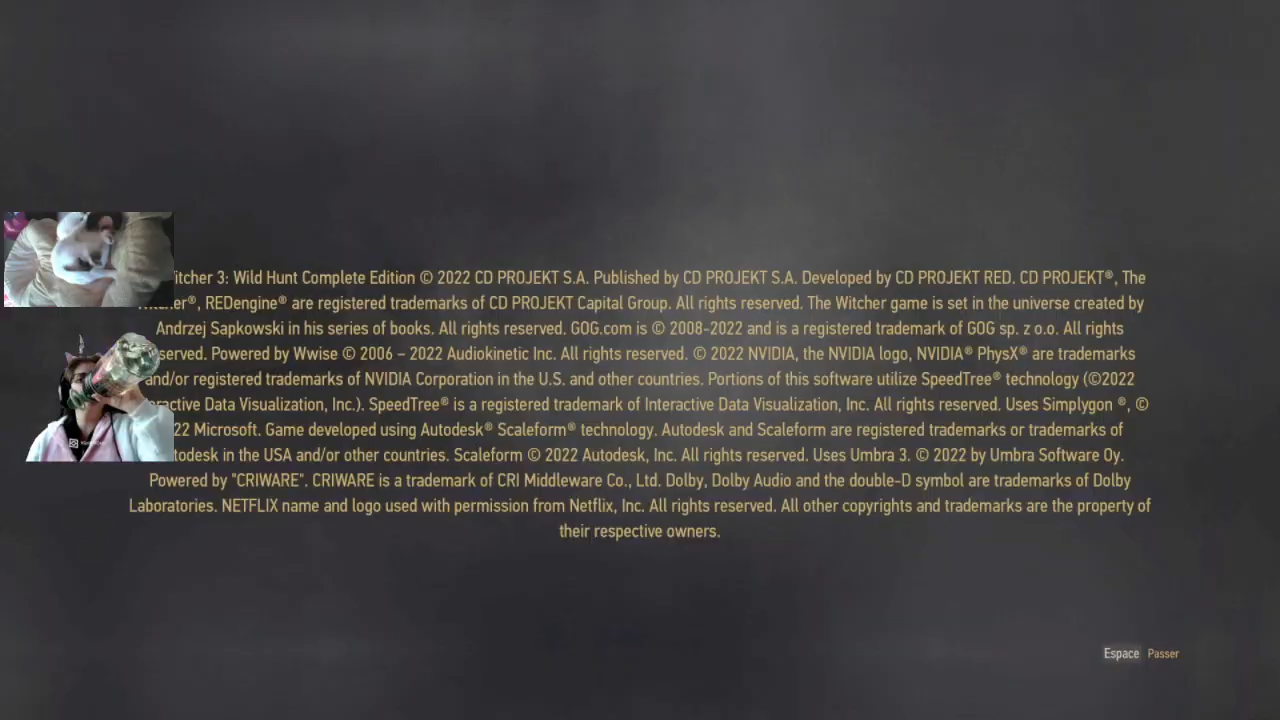 itcher 3: Wild Hunt Complete Edition © 2022 CD PROJEKT S.A. Published by CD PROJEKT S.A. Developed by CD PROJEKT RED. CD PROJEKT®, The
®, REDengine® are registered trademarks of CD PROJEKT Capital Group. All rights reserved. The Witcher game is set in the universe created by
Andrzej Sapkowski in his series of books. All rights reserved. GOG.com is © 2008-2022 and is a registered trademark of GOG sp. z o.o. All rights
served. Powered by Wwise © 2006 – 2022 Audiokinetic Inc. All rights reserved. © 2022 NVIDIA, the NVIDIA logo, NVIDIA® PhysX® are trademarks
and/or registered trademarks of NVIDIA Corporation in the U.S. and other countries. Portions of this software utilize SpeedTree® technology (©2022
eractive Data Visualization, Inc.). SpeedTree® is a registered trademark of Interactive Data Visualization, Inc. All rights reserved. Uses Simplygon ®, ©
22 Microsoft. Game developed using Autodesk® Scaleform® technology. Autodesk and Scaleform are registered trademarks or trademarks of
todesk in the USA and/or other countries. Scaleform © 2022 Autodesk, Inc. All rights reserved. Uses Umbra 3. © 2022 by Umbra Software Oy.
Powered by "CRIWARE". CRIWARE is a trademark of CRI Middleware Co., Ltd. Dolby, Dolby Audio and the double-D symbol are trademarks of Dolby
Laboratories. NETFLIX name and logo used with permission from Netflix, Inc. All rights reserved. All other copyrights and trademarks are the property of
their respective owners.
Espace Passer